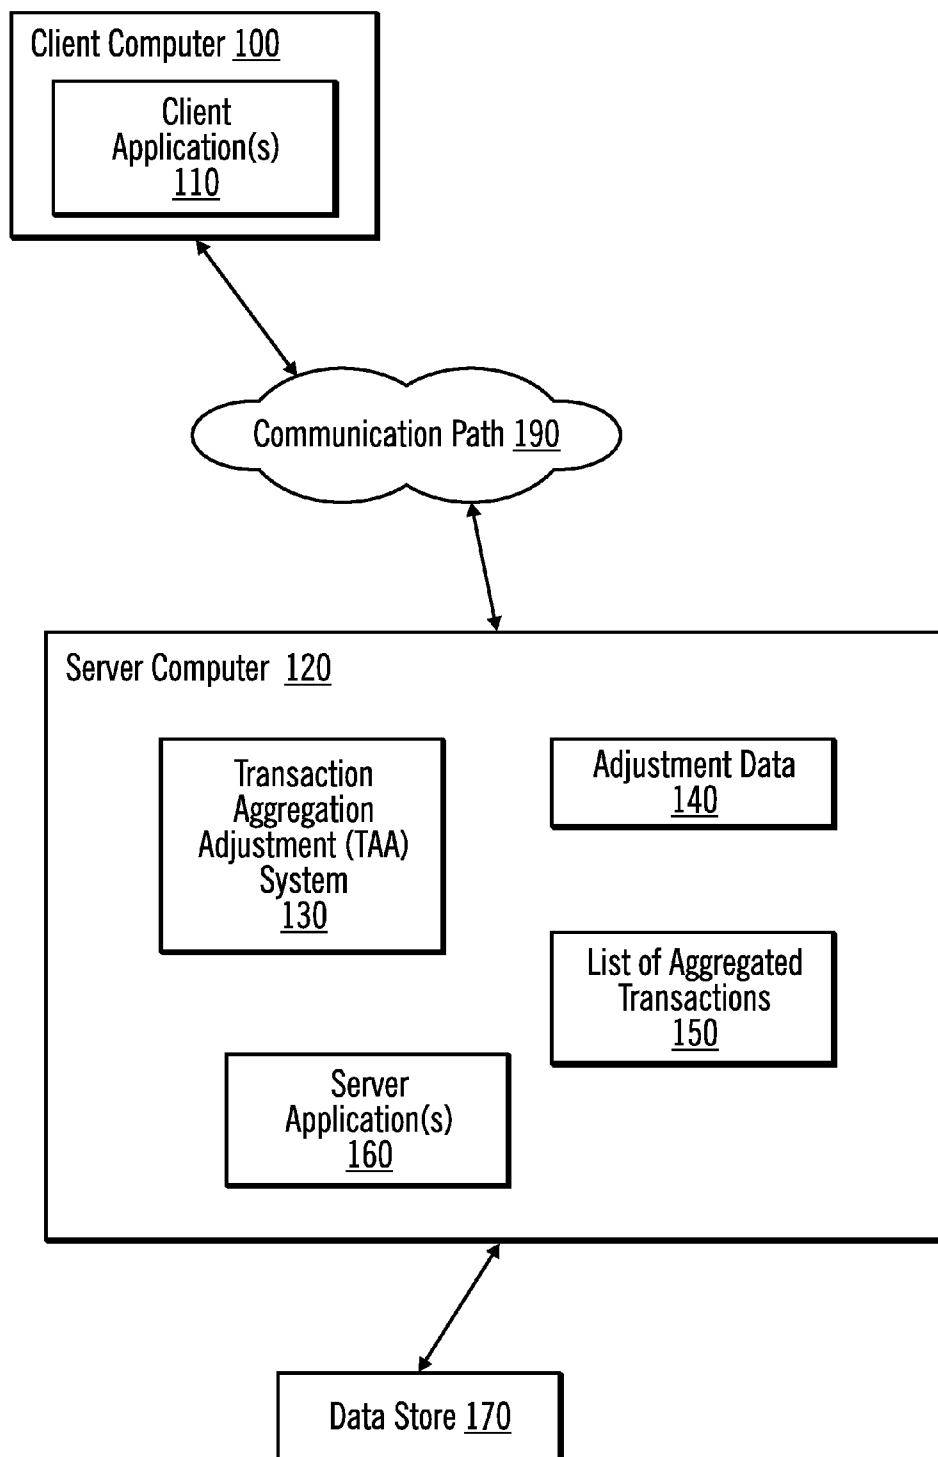 Client Computer 100
Client
Application(s)
110
Communication Path 190
Server Computer 120
Transaction
Aggregation
Adjustment (TAA)
System
130
Adjustment Data
140
List of Aggregated
Transactions
150
Server
Application(s)
160
Data Store 170